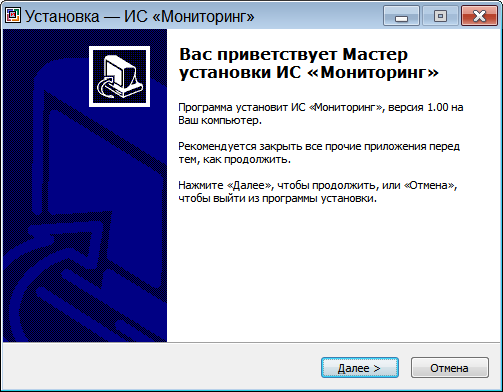 Установка — ИС «Мониторинг»
Вас приветствует Мастер
установки ИС «Мониторинг»
Программа установит ИС «Мониторинг», версия 1.00 на
Ваш компьютер.
Рекомендуется закрыть все прочие приложения перед
тем, как продолжить.
Нажмите «Далее», чтобы продолжить, или «Отмена»,
чтобы выйти из программы установки.
Далее >
Отмена